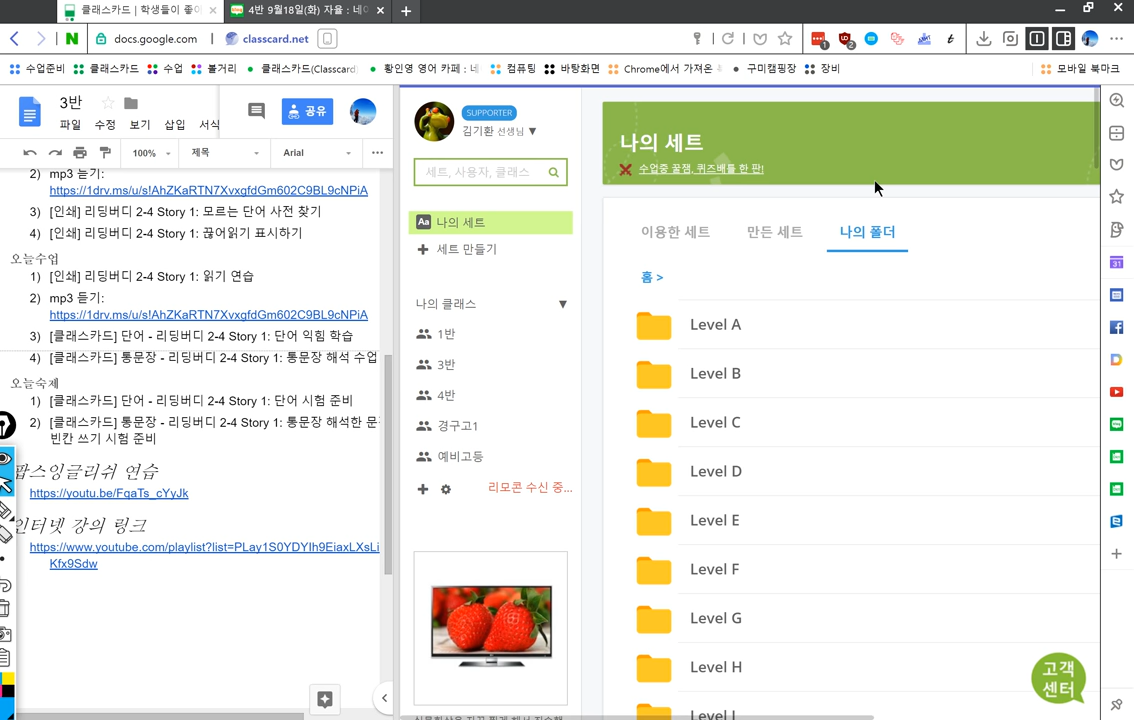 클래스카드 | 학생들이 좋아
4반 9월18일(화) 자율 : 네이
docs.google.com
classcard.net
수업준비
클래스카드
수업
볼거리
클래스카드(Classcard
황인영 영어 카페 : 네
컴퓨팅
바탕화면
Chrome에서 가져온
구미캠핑장
장비
모바일 북마크
3반
파일 수정 보기 삽입 서식
공유
100% 제목 Arial
2) mp3 듣기:
https://1drv.ms/u/s!AhZKaRTN7XvxgfdGm602C9BL9cNPiA
3) [인쇄] 리딩버디 2-4 Story 1: 모르는 단어 사전 찾기
4) [인쇄] 리딩버디 2-4 Story 1: 끊어읽기 표시하기
오늘수업
1) [인쇄] 리딩버디 2-4 Story 1: 읽기 연습
2) mp3 듣기:
https://1drv.ms/u/s!AhZKaRTN7XvxgfdGm602C9BL9cNPiA
3) [클래스카드] 단어 - 리딩버디 2-4 Story 1: 단어 익힘 학습
4) [클래스카드] 통문장 - 리딩버디 2-4 Story 1: 통문장 해석 수업
오늘숙제
1) [클래스카드] 단어 - 리딩버디 2-4 Story 1: 단어 시험 준비
2) [클래스카드] 통문장 - 리딩버디 2-4 Story 1: 통문장 해석한 문
빈칸 쓰기 시험 준비
팝스잉글리쉬 연습
https://youtu.be/FqaTs_cYyJk
인터넷 강의 링크
https://www.youtube.com/playlist?list=PLay1S0YDYIh9EiaxLXsLi
Kfx9Sdw
SUPPORTER
김기환 선생님 ▼
세트, 사용자, 클래스
Aa 나의 세트
세트 만들기
나의 클래스 ▼
1반
3반
4반
경구고1
예비고등
리모콘 수신 중...
나의 세트
수업중 꿀잼, 퀴즈배틀 한 판!
이용한 세트 만든 세트 나의 폴더
홈 >
Level A
Level B
Level C
Level D
Level E
Level F
Level G
Level H
Level I
고객
센터